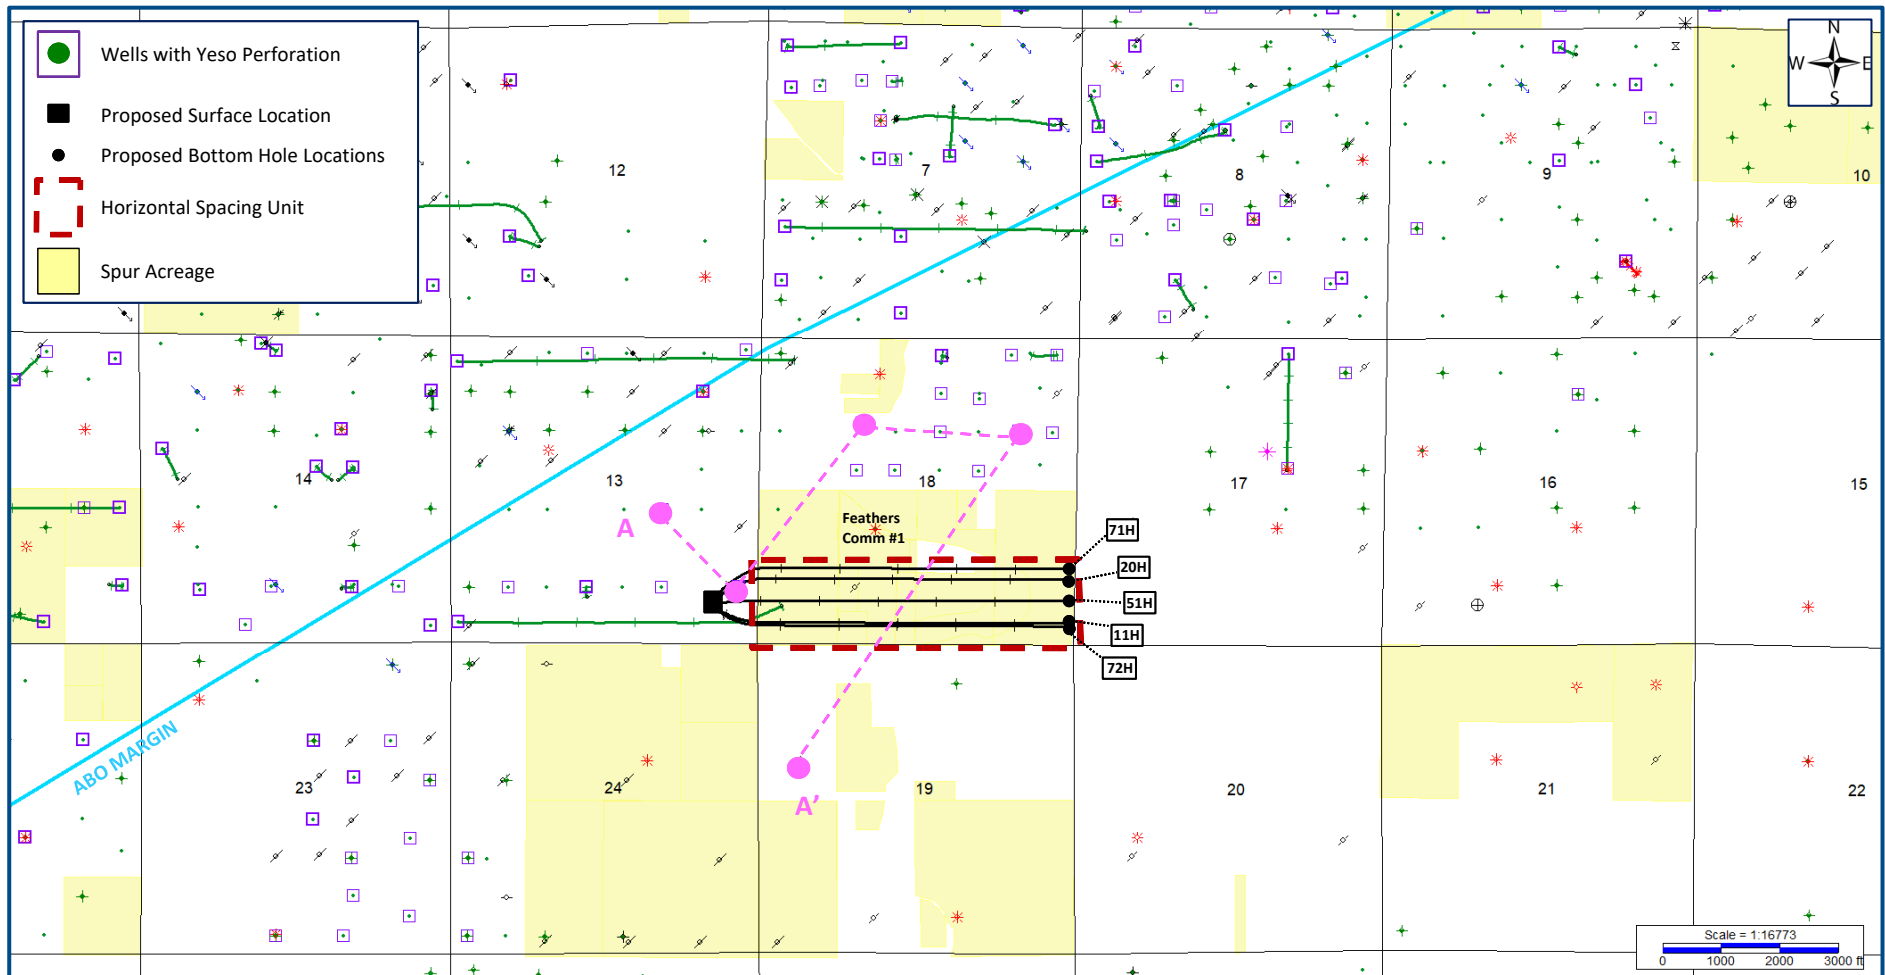 Wells with Yeso Perforation
Proposed Surface Location
Proposed Bottom Hole Locations
Horizontal Spacing Unit
Spur Acreage
N
W E
S
12
7
8
9
10
14
13
18
17
16
15
A
Feathers
Comm #1
71H
20H
51H
11H
72H
ABO MARGIN
23
24
19
20
21
22
A'
Scale = 1:16773
0 1000 2000 3000 ft